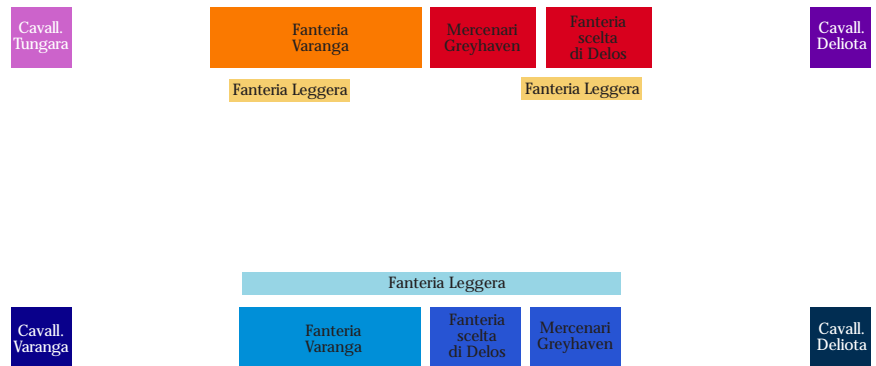 Cavall.
Tungara
Fanteria
Varanga
Mercenari
Greyhaven
Fanteria
scelta
di Delos
Cavall.
Deliota
Fanteria Leggera
Fanteria Leggera
Fanteria Leggera
Cavall.
Varanga
Fanteria
Varanga
Fanteria
scelta
di Delos
Mercenari
Greyhaven
Cavall.
Deliota